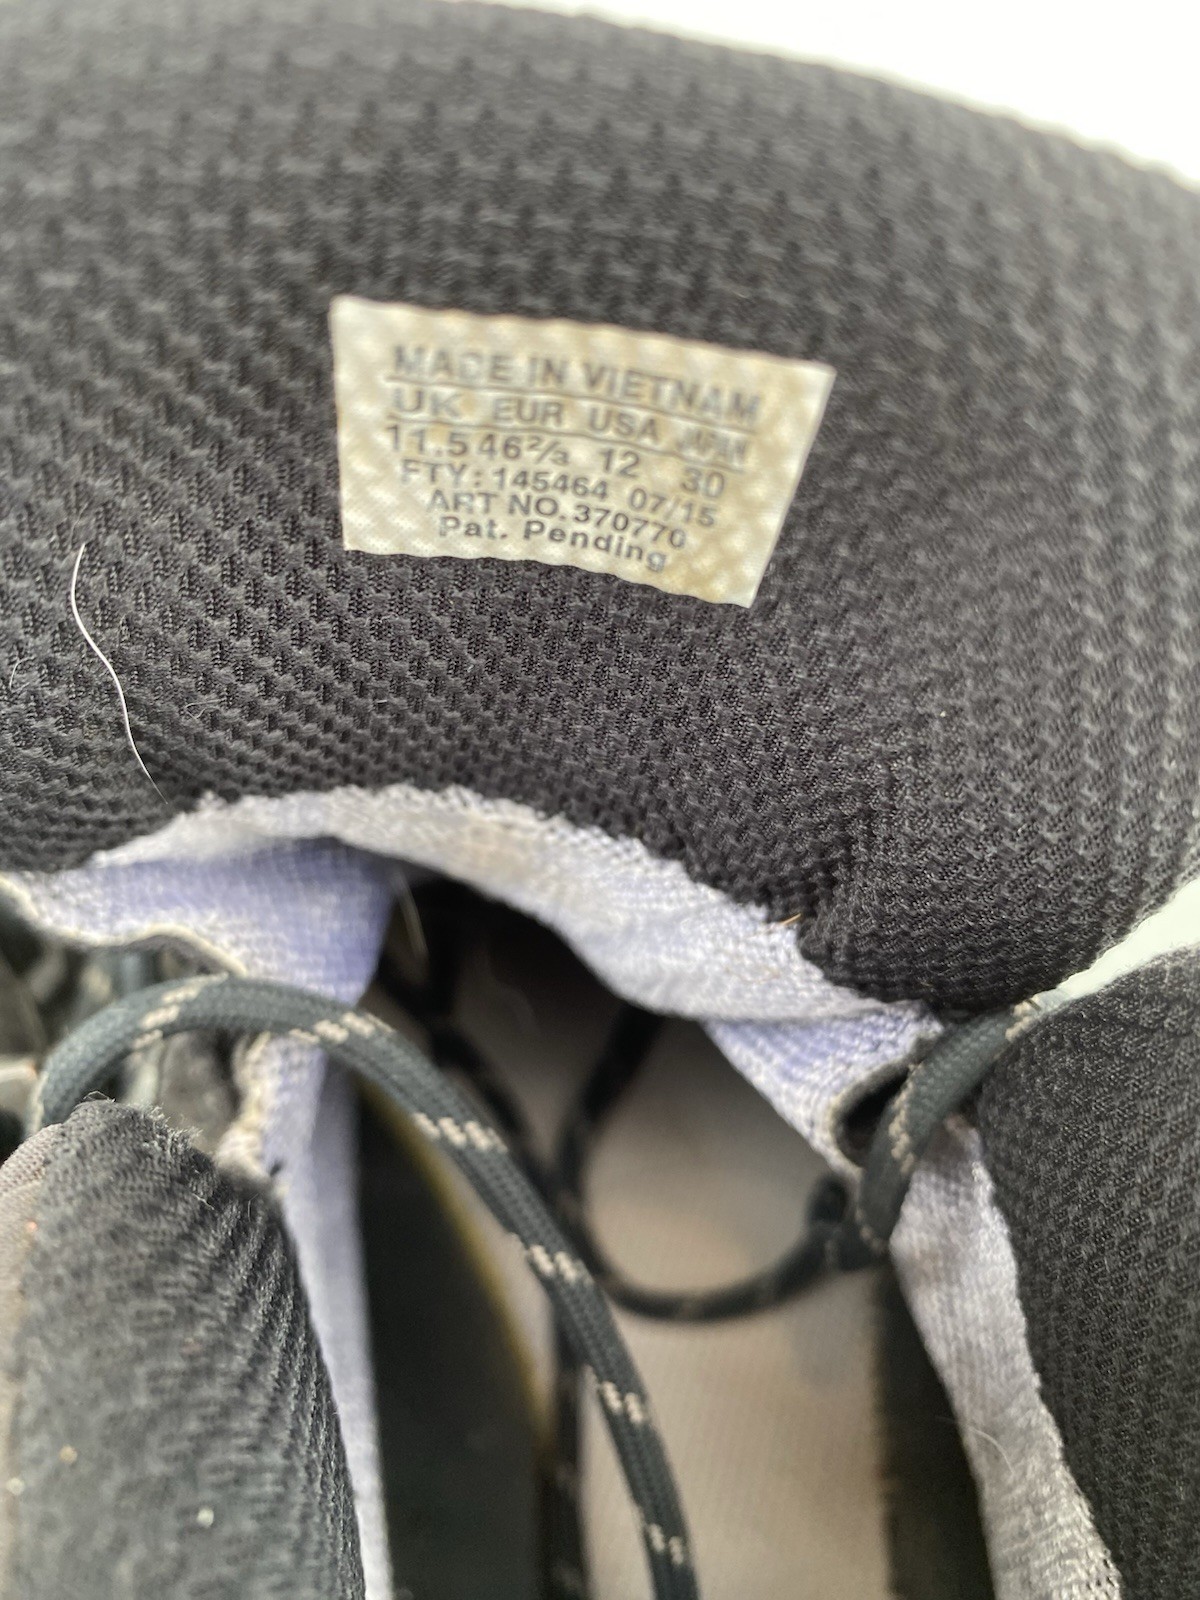 MADE IN VIETNAM
UK EUR USA JAPAN
11.5 46⅔ 12 30
FTY: 145464 07/15
ART NO. 370770
Pat. Pending